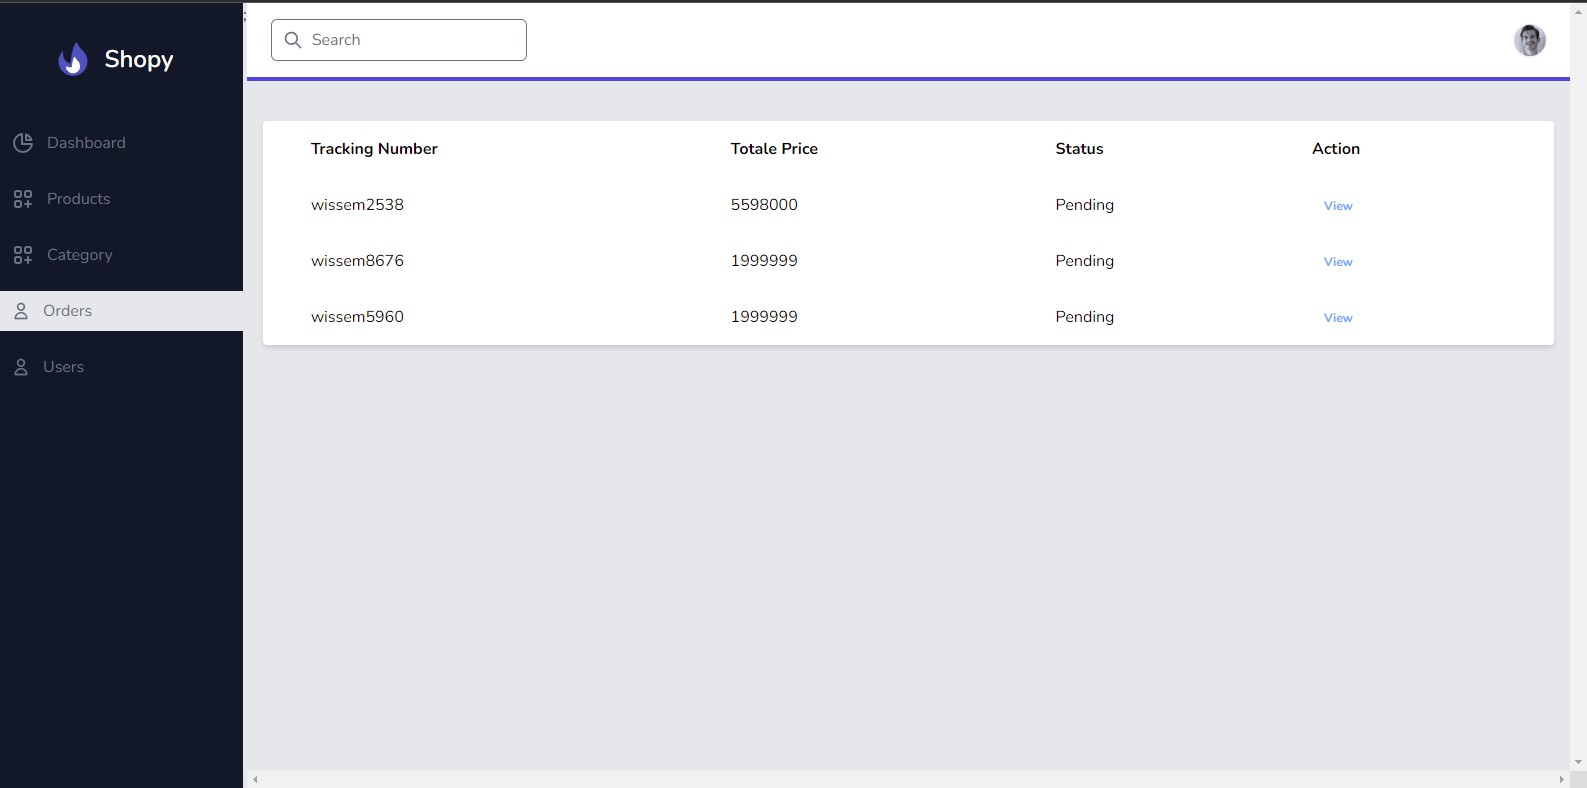 Shopy
Search
Dashboard
Products
Category
Orders
Users
Tracking Number Totale Price Status Action
wissem2538 5598000 Pending View
wissem8676 1999999 Pending View
wissem5960 1999999 Pending View